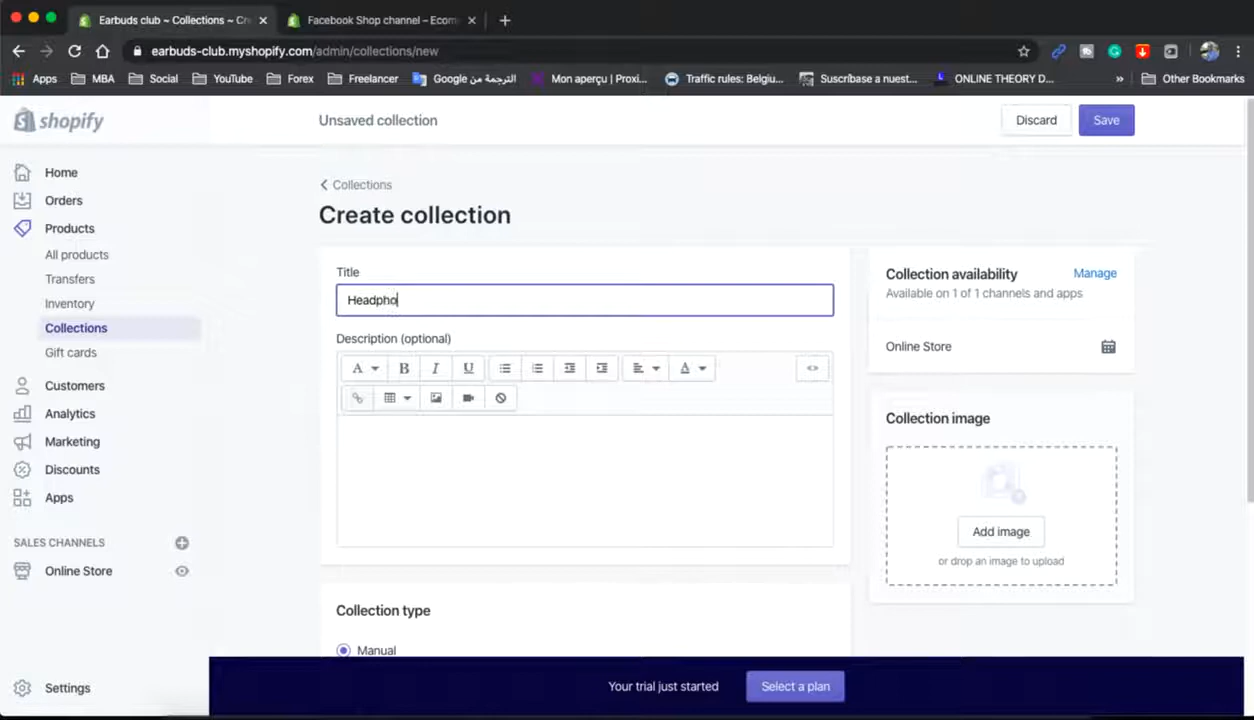 Earbuds club ~ Collections ~ Cr
Facebook Shop channel – Ecom
earbuds-club.myshopify.com/admin/collections/new
Apps MBA Social YouTube Forex Freelancer Google الترجمة من Mon aperçu | Proxi... Traffic rules: Belgiu... Suscríbase a nuest... ONLINE THEORY D... » Other Bookmarks
shopify
Unsaved collection
Discard
Save
Home
Orders
Products
All products
Transfers
Inventory
Collections
Gift cards
Customers
Analytics
Marketing
Discounts
Apps
SALES CHANNELS
Online Store
Settings
Collections
Create collection
Title
Headpho
Description (optional)
A B I U A
Collection type
Manual
Collection availability
Manage
Available on 1 of 1 channels and apps
Online Store
Collection image
Add image
or drop an image to upload
Your trial just started
Select a plan